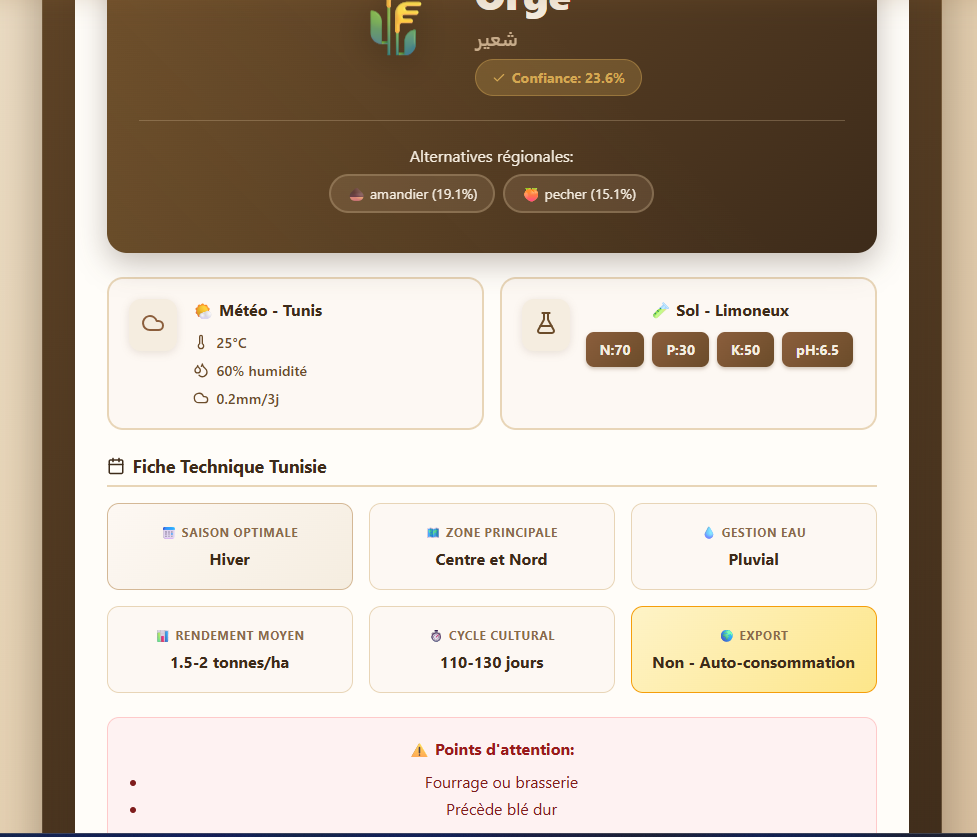 Orge
شعير
Confiance: 23.6%
Alternatives régionales:
amandier (19.1%) pecher (15.1%)
Météo - Tunis
25°C
60% humidité
0.2mm/3j
Sol - Limoneux
N:70 P:30 K:50 pH:6.5
Fiche Technique Tunisie
SAISON OPTIMALE
Hiver
ZONE PRINCIPALE
Centre et Nord
GESTION EAU
Pluvial
RENDEMENT MOYEN
1.5-2 tonnes/ha
CYCLE CULTURAL
110-130 jours
EXPORT
Non - Auto-consommation
Points d'attention:
Fourrage ou brasserie
Précède blé dur